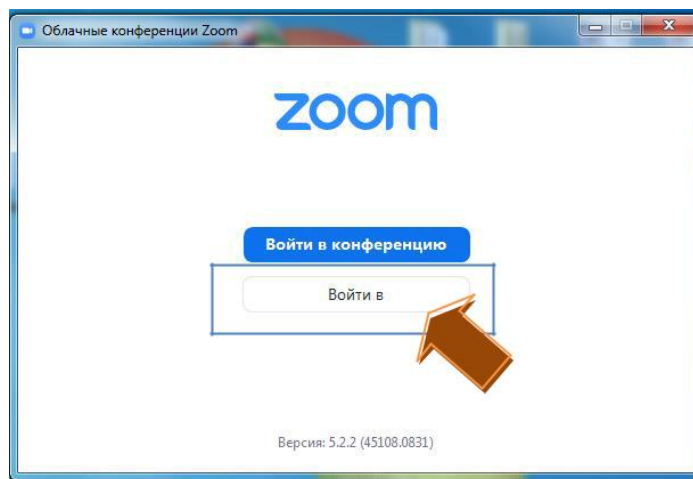 Облачные конференции Zoom
zoom
Войти в конференцию
Войти в
Версия: 5.2.2 (45108.0831)